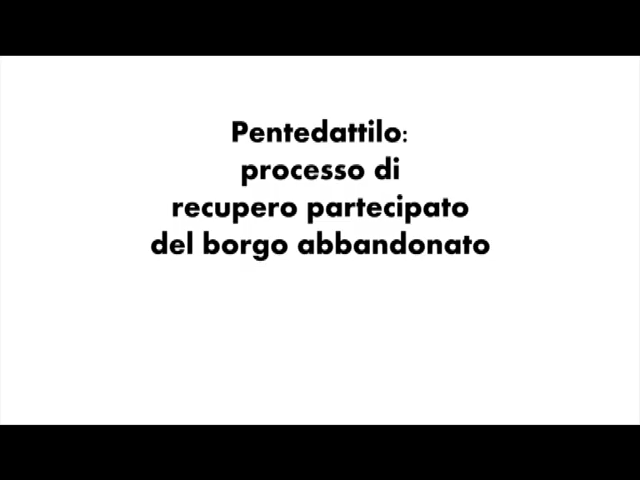 Pentedattilo:
processo di
recupero partecipato
del borgo abbandonato